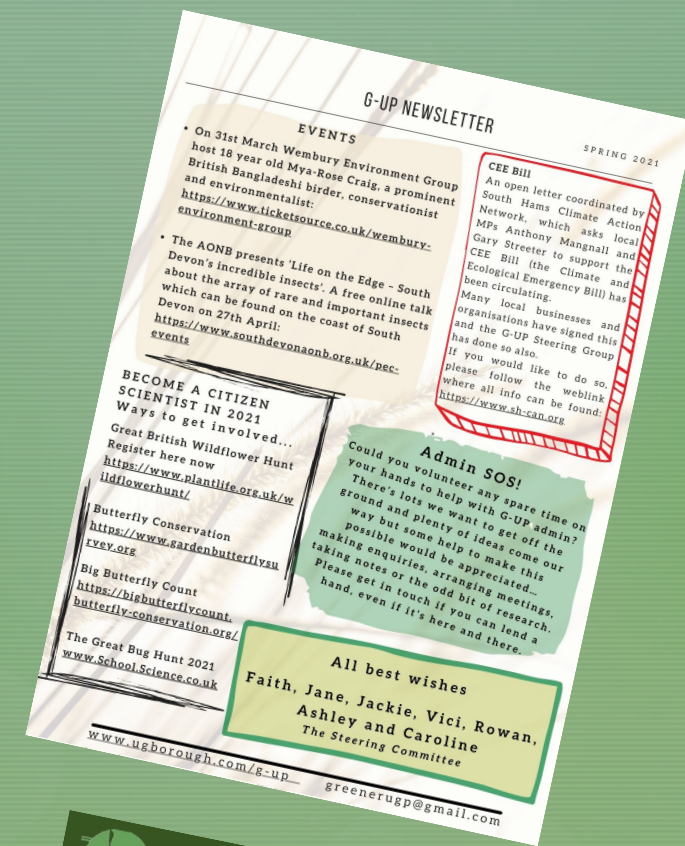 G-UP NEWSLETTER
SPRING 2021
EVENTS
• On 31st March Wembury Environment Group
host 18 year old Mya-Rose Craig, a prominent
British Bangladeshi birder, conservationist
and environmentalist:
https://www.ticketsource.co.uk/wembury-
environment-group
• The AONB presents ‘Life on the Edge – South
Devon's incredible insects’. A free online talk
about the array of rare and important insects
which can be found on the coast of South
Devon on 27th April:
https://www.southdevonaonb.org.uk/pec-
events
CEE Bill
An open letter coordinated by
South Hams Climate Action
Network, which asks local
MPs Anthony Mangnall and
Gary Streeter to support the
CEE Bill (the Climate and
Ecological Emergency Bill) has
been circulating.
Many local businesses and
organisations have signed this
and the G-UP Steering Group
has done so also.
If you would like to do so,
please follow the weblink
where all info can be found:
https://www.sh-can.org
BECOME A CITIZEN
SCIENTIST IN 2021
Ways to get involved...
Great British Wildflower Hunt
Register here now
https://www.plantlife.org.uk/w
ildflowerhunt/
Butterfly Conservation
https://www.gardenbutterflysu
rvey.org
Big Butterfly Count
https://bigbutterflycount.
butterfly-conservation.org/
The Great Bug Hunt 2021
www.School.Science.co.uk
Admin SOS!
Could you volunteer any spare time on
your hands to help with G-UP admin?
There's lots we want to get off the
ground and plenty of ideas come our
way but some help to make this
possible would be appreciated...
making enquiries, arranging meetings,
taking notes or the odd bit of research.
Please get in touch if you can lend a
hand, even if it's here and there.
All best wishes
Faith, Jane, Jackie, Vici, Rowan,
Ashley and Caroline
The Steering Committee
www.ugborough.com/g-up
greenerugp@gmail.com